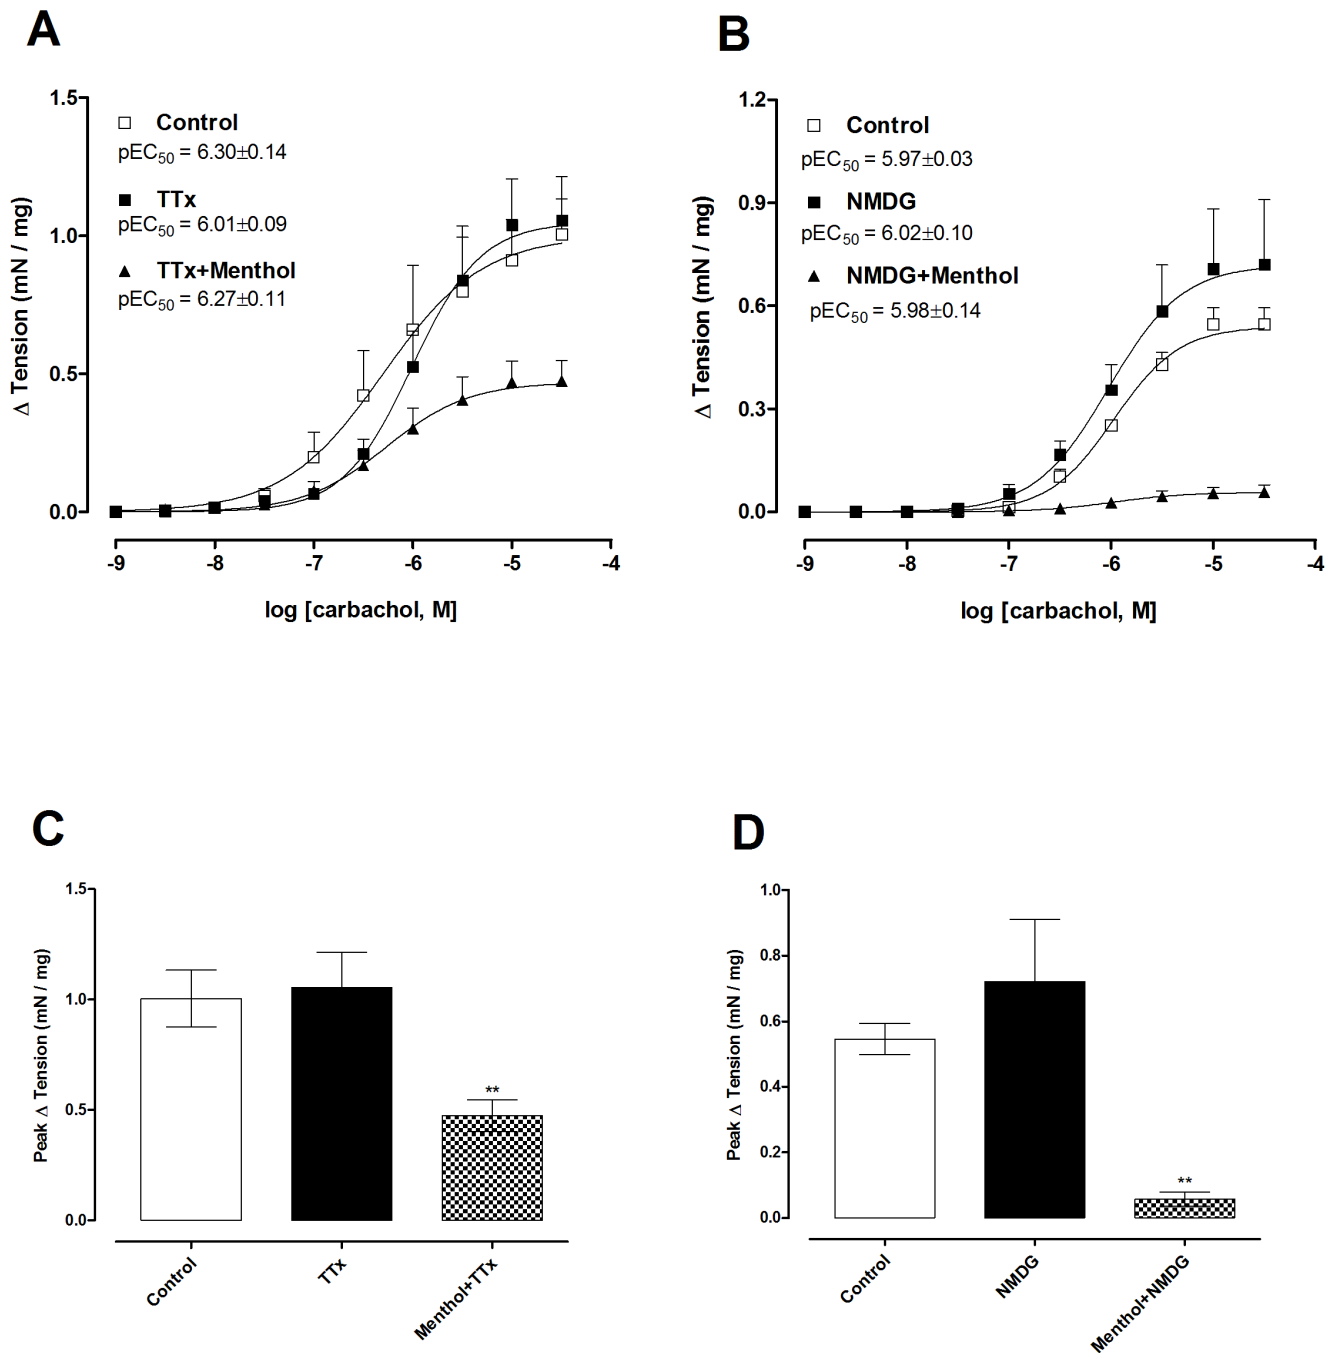 A
1.5
1.0
0.5
0.0
Δ Tension (mN / mg)
Control
pEC50 = 6.30±0.14
TTx
pEC50 = 6.01±0.09
TTx+Menthol
pEC50 = 6.27±0.11
-9 -8 -7 -6 -5 -4
log [carbachol, M]
B
1.2
0.9
0.6
0.3
0.0
Δ Tension (mN / mg)
Control
pEC50 = 5.97±0.03
NMDG
pEC50 = 6.02±0.10
NMDG+Menthol
pEC50 = 5.98±0.14
-9 -8 -7 -6 -5 -4
log [carbachol, M]
C
1.5
1.0
0.5
0.0
Peak Δ Tension (mN / mg)
**
Control
TTx
Menthol+TTx
D
1.0
0.8
0.6
0.4
0.2
0.0
Peak Δ Tension (mN / mg)
**
Control
NMDG
Menthol+NMDG